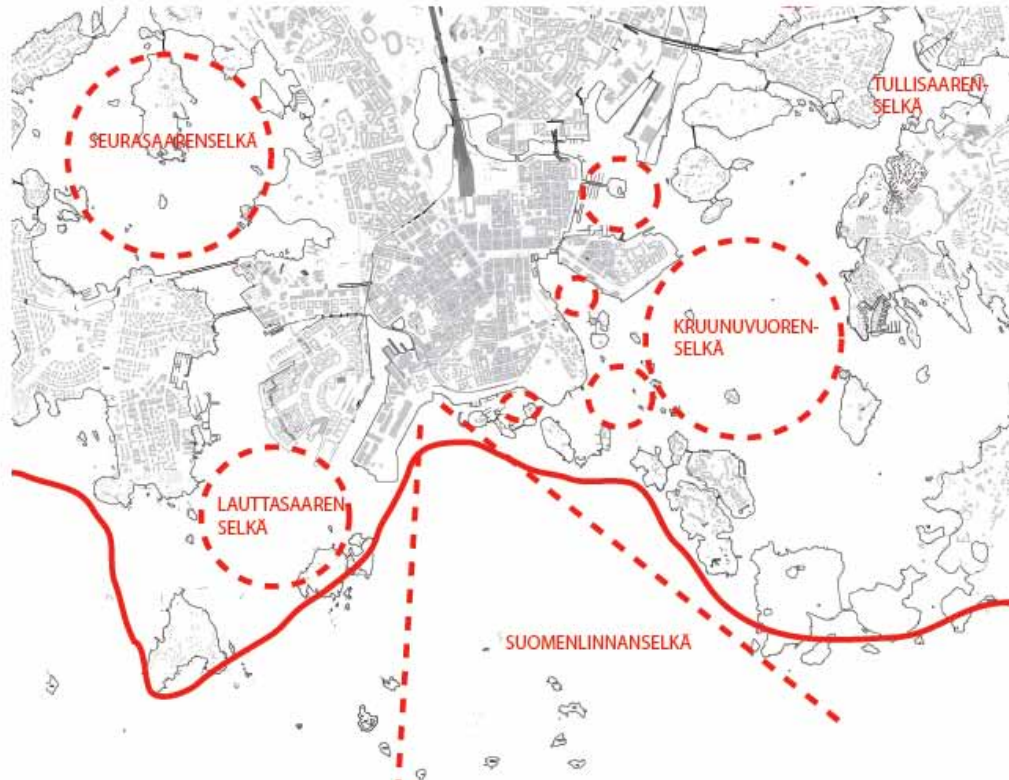 TULLISAAREN-
SELKÄ
SEURASAARENSELKÄ
KRUUNUVUOREN-
SELKÄ
LAUTTASAAREN
SELKÄ
SUOMENLINNANSELKÄ